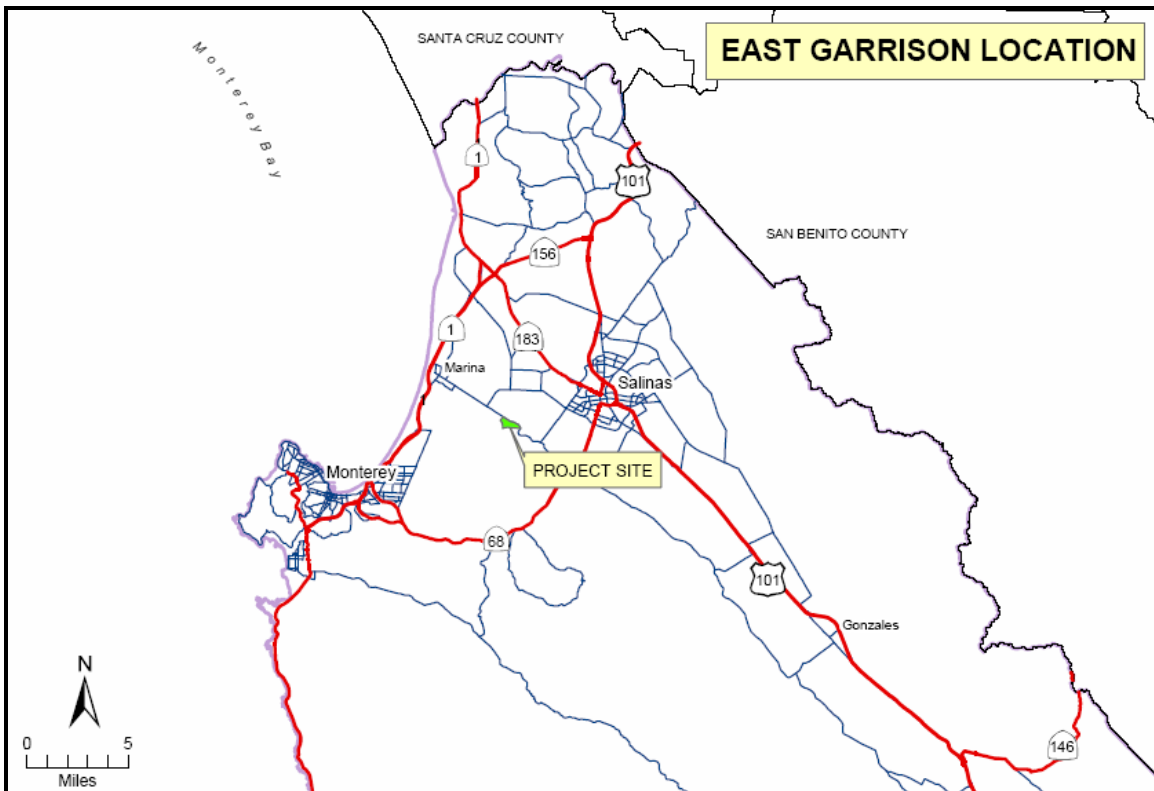 SANTA CRUZ COUNTY
EAST GARRISON LOCATION
Monterey Bay
1
101
SAN BENITO COUNTY
156
1
183
Marina
Salinas
PROJECT SITE
Monterey
68
101
Gonzales
N
0 5
Miles
146